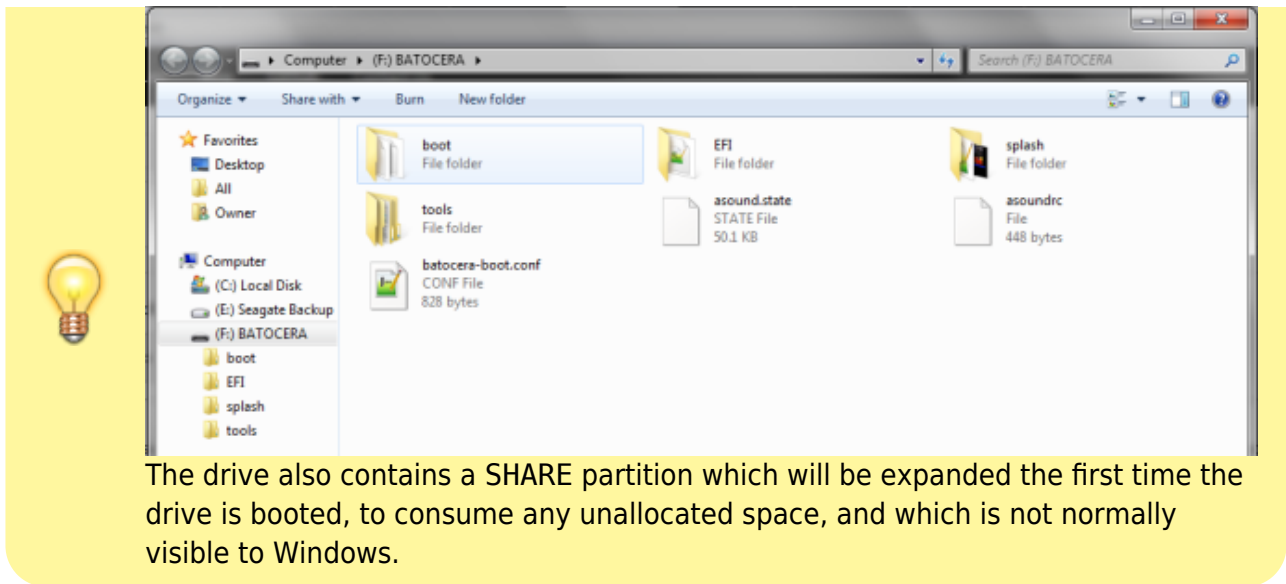 Computer ▸ (F:) BATOCERA ▸
Search (F:) BATOCERA
Organize ▾ Share with ▾ Burn New folder
Favorites
Desktop
All
Owner
Computer
(C:) Local Disk
(E:) Seagate Backup
(F:) BATOCERA
boot
EFI
splash
tools
boot
File folder
EFI
File folder
splash
File folder
tools
File folder
asound.state
STATE File
50.1 KB
asoundrc
File
448 bytes
batocera-boot.conf
CONF File
828 bytes
The drive also contains a SHARE partition which will be expanded the first time the
drive is booted, to consume any unallocated space, and which is not normally
visible to Windows.